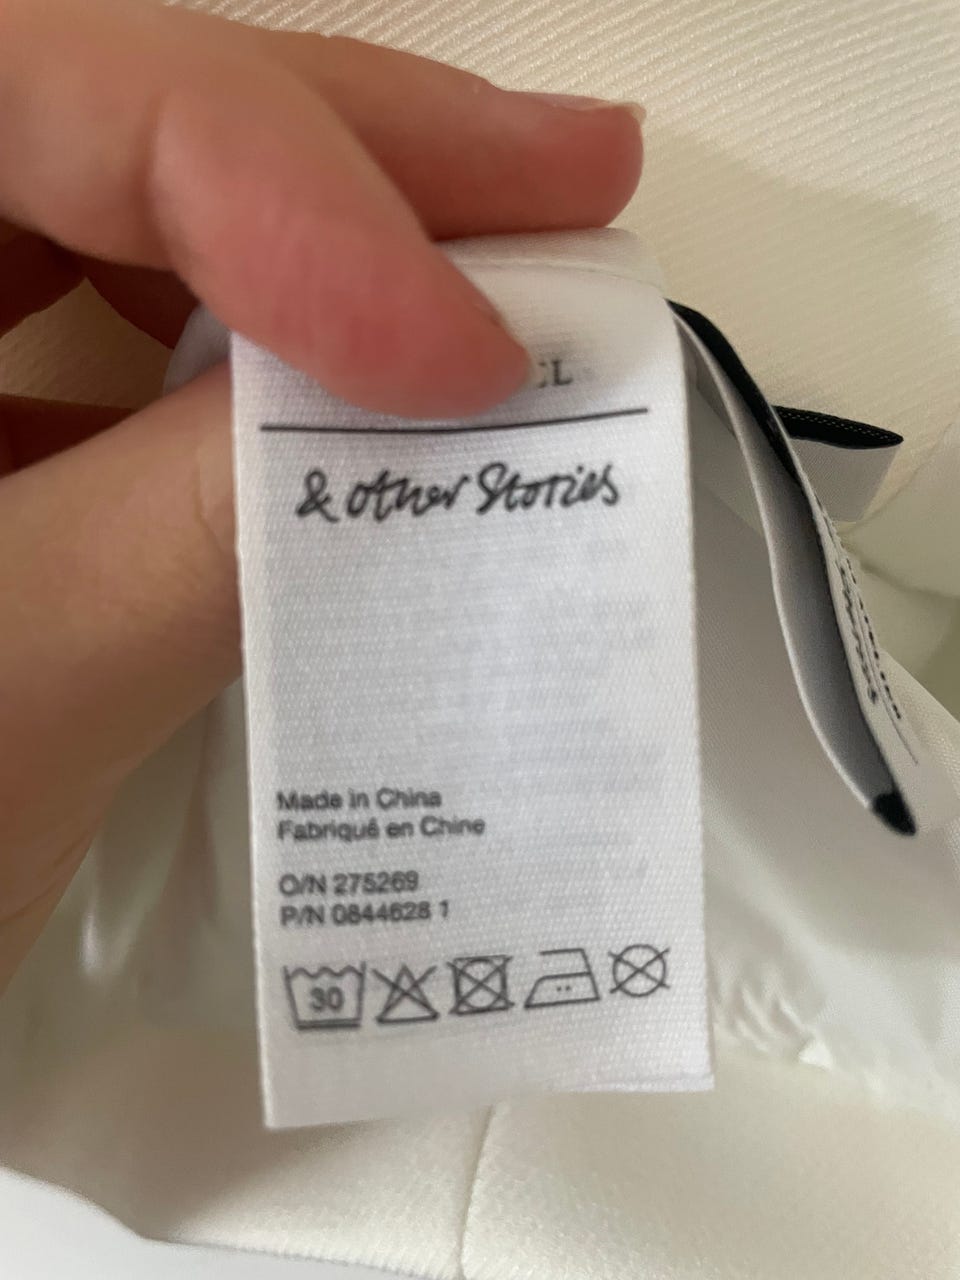 & other Stories
Made in China
Fabriqué en Chine
O/N 275269
P/N 0844628 1
30